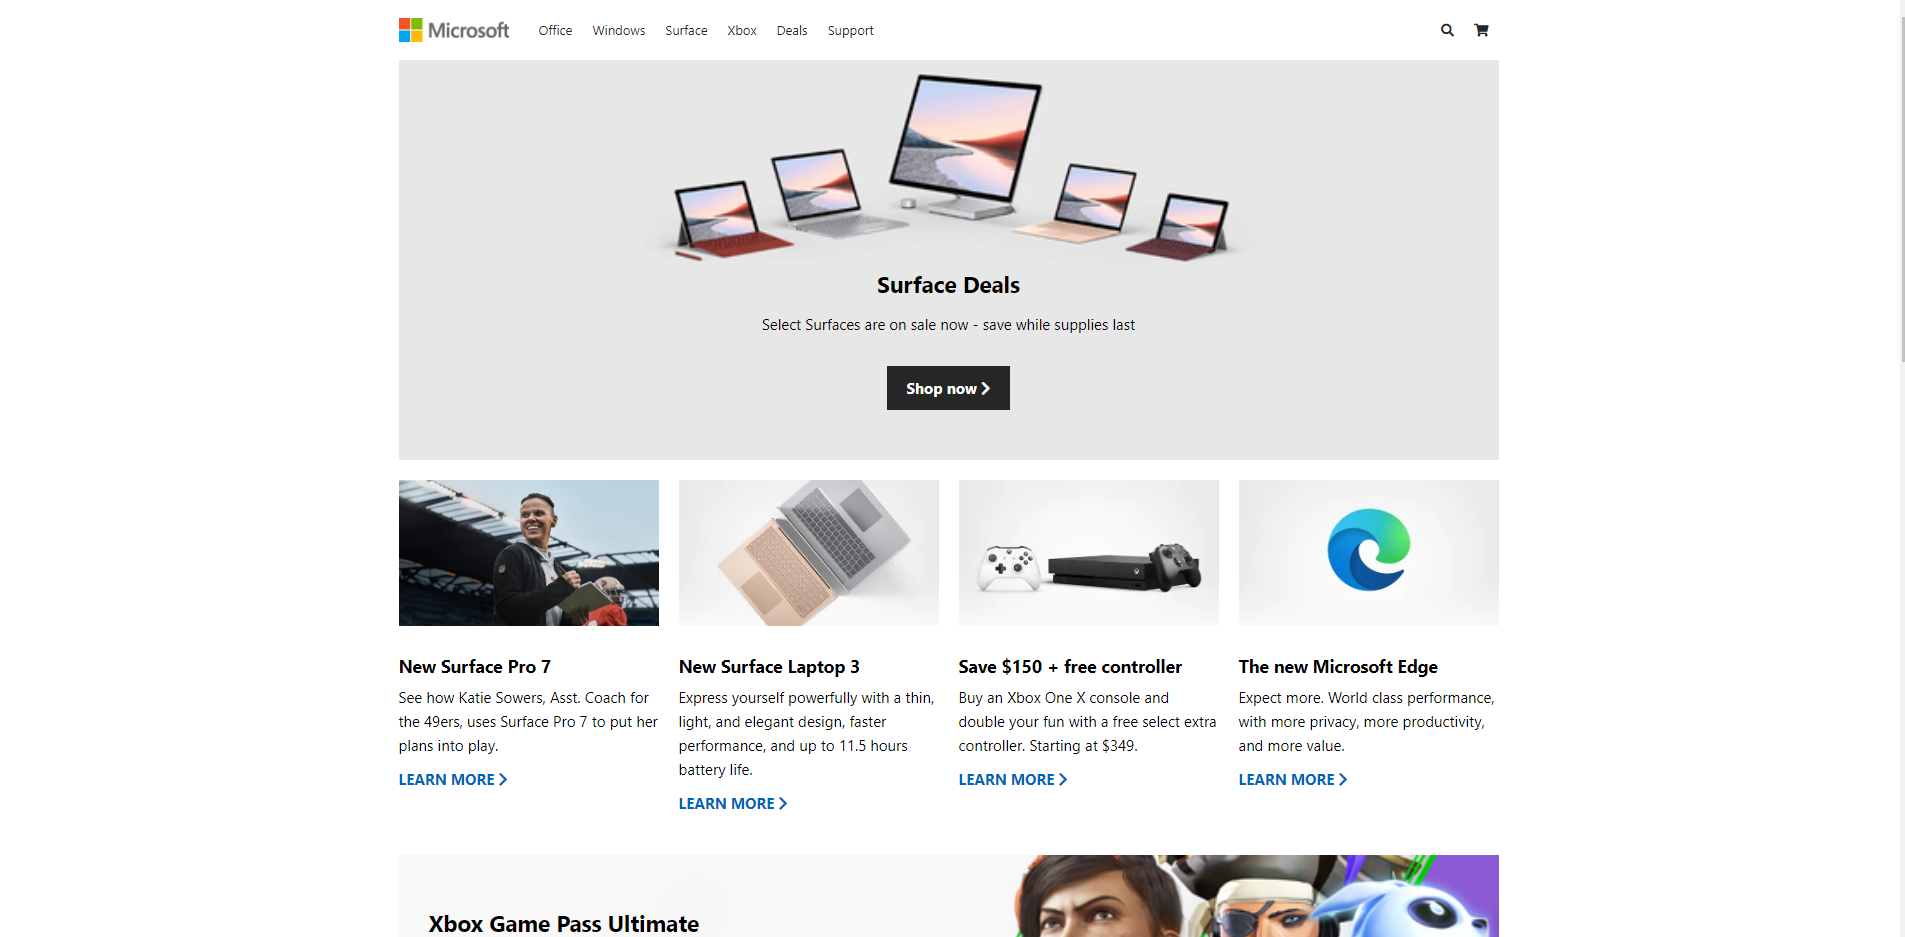 Microsoft Office Windows Surface Xbox Deals Support
Surface Deals
Select Surfaces are on sale now - save while supplies last
Shop now
New Surface Pro 7
See how Katie Sowers, Asst. Coach for
the 49ers, uses Surface Pro 7 to put her
plans into play.
LEARN MORE
New Surface Laptop 3
Express yourself powerfully with a thin,
light, and elegant design, faster
performance, and up to 11.5 hours
battery life.
LEARN MORE
Save $150 + free controller
Buy an Xbox One X console and
double your fun with a free select extra
controller. Starting at $349.
LEARN MORE
The new Microsoft Edge
Expect more. World class performance,
with more privacy, more productivity,
and more value.
LEARN MORE
Xbox Game Pass Ultimate